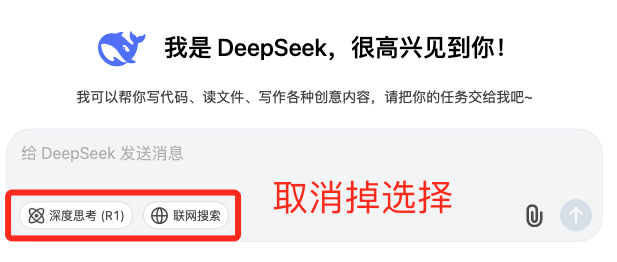 我是 DeepSeek，很高兴见到你！
我可以帮你写代码、读文件、写作各种创意内容，请把你的任务交给我吧~
给 DeepSeek 发送消息
深度思考 (R1) 联网搜索 取消掉选择